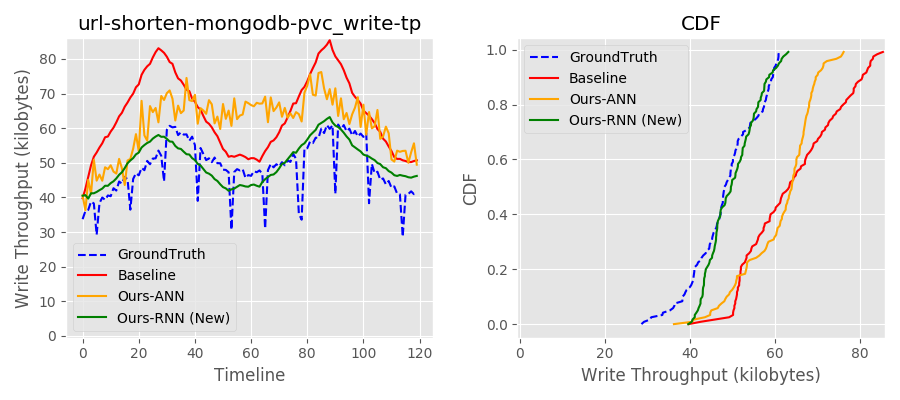 url-shorten-mongodb-pvc_write-tp
Write Throughput (kilobytes)
80
70
60
50
40
30
20
10
0
GroundTruth
Baseline
Ours-ANN
Ours-RNN (New)
0 20 40 60 80 100 120
Timeline
CDF
CDF
1.0
0.8
0.6
0.4
0.2
0.0
GroundTruth
Baseline
Ours-ANN
Ours-RNN (New)
0 20 40 60 80
Write Throughput (kilobytes)